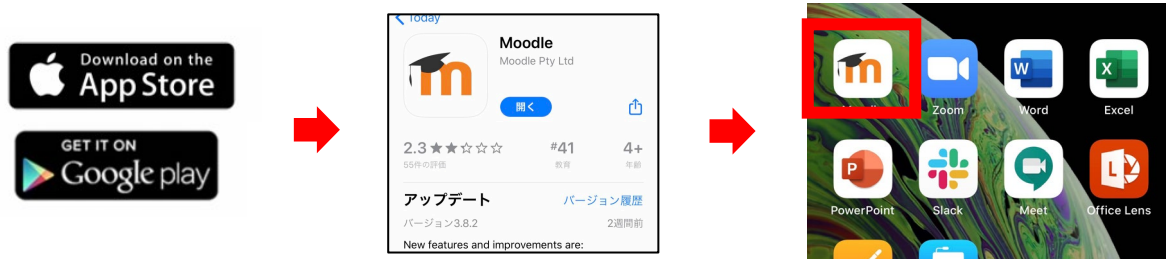 Download on the
App Store
GET IT ON
Google play
Today
Moodle
Moodle Pty Ltd
開く
2.3★★☆☆☆
#41
4+
55件の評価
教育
年齢
アップデート
バージョン履歴
バージョン3.8.2
2週間前
New features and improvements are:
Zoom
Word
Excel
PowerPoint
Slack
Meet
Office Lens